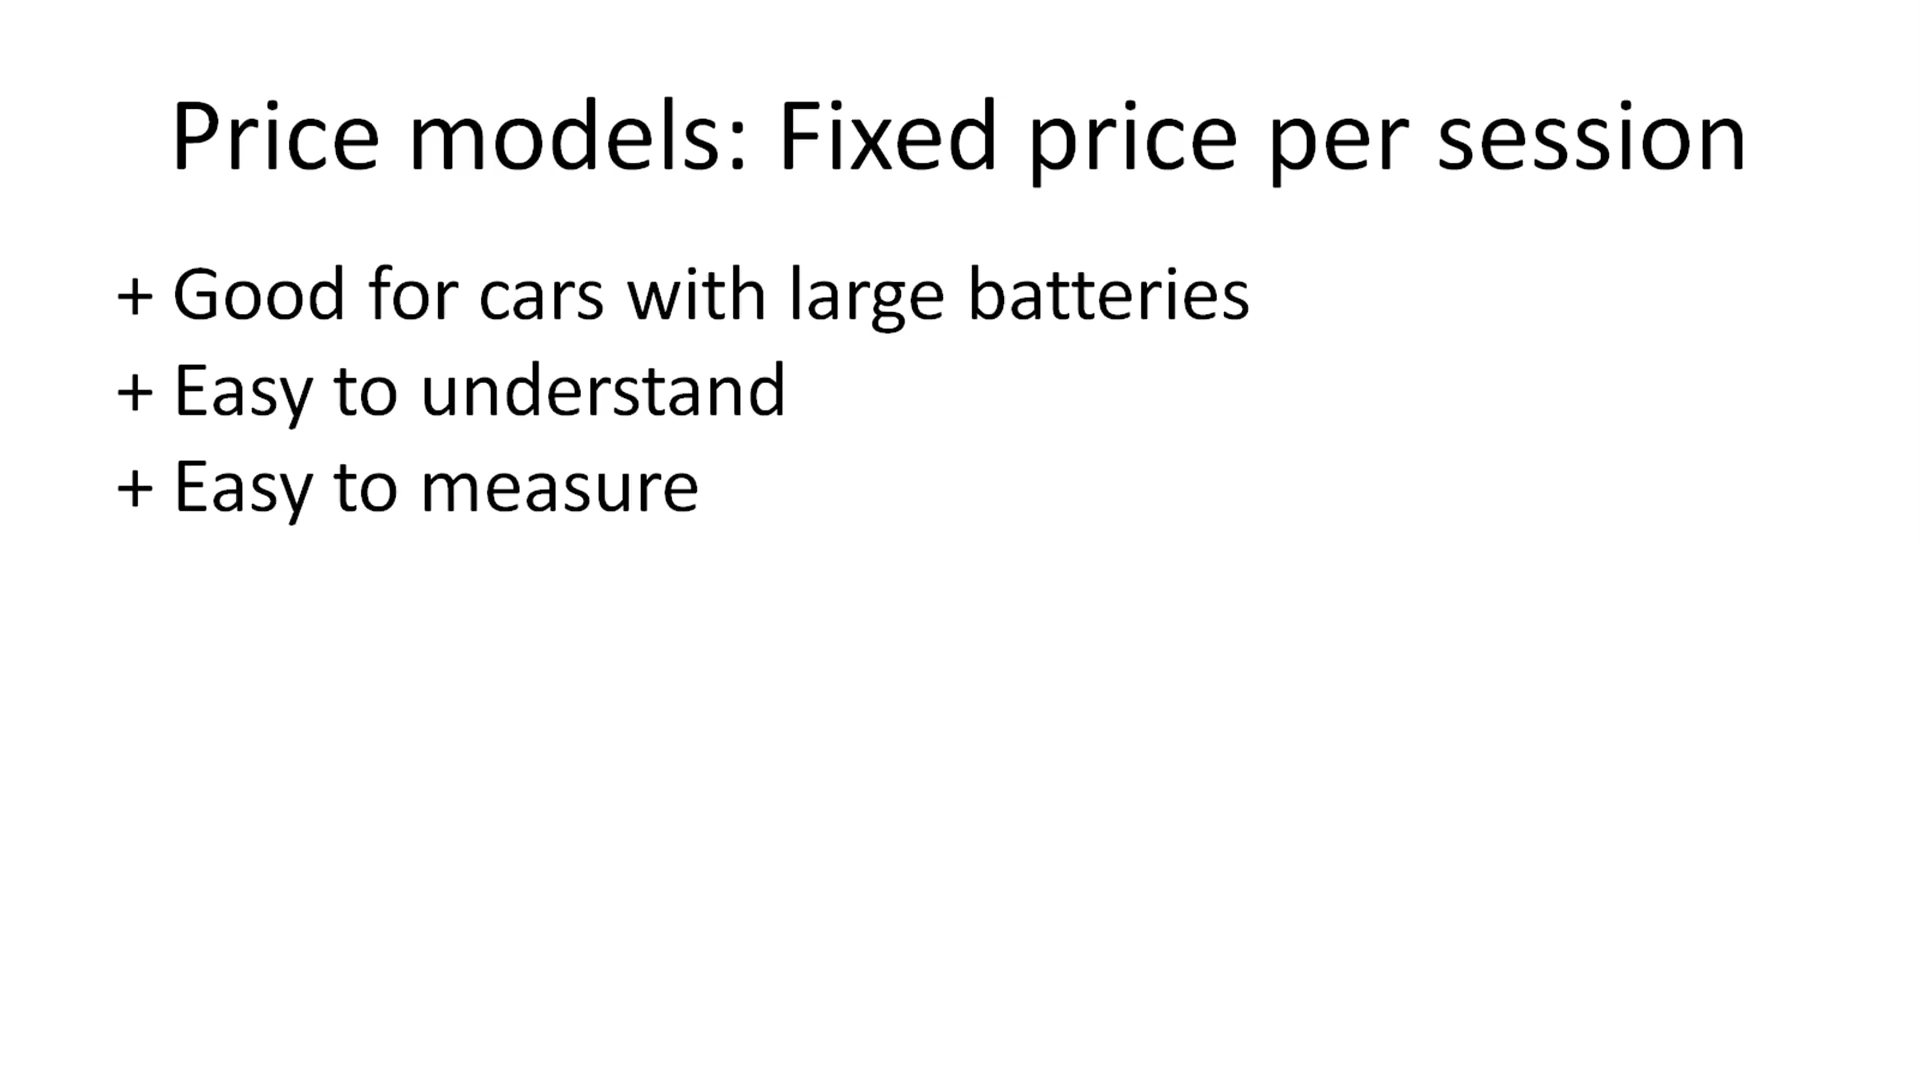 Price models: Fixed price per session
+ Good for cars with large batteries
+ Easy to understand
+ Easy to measure